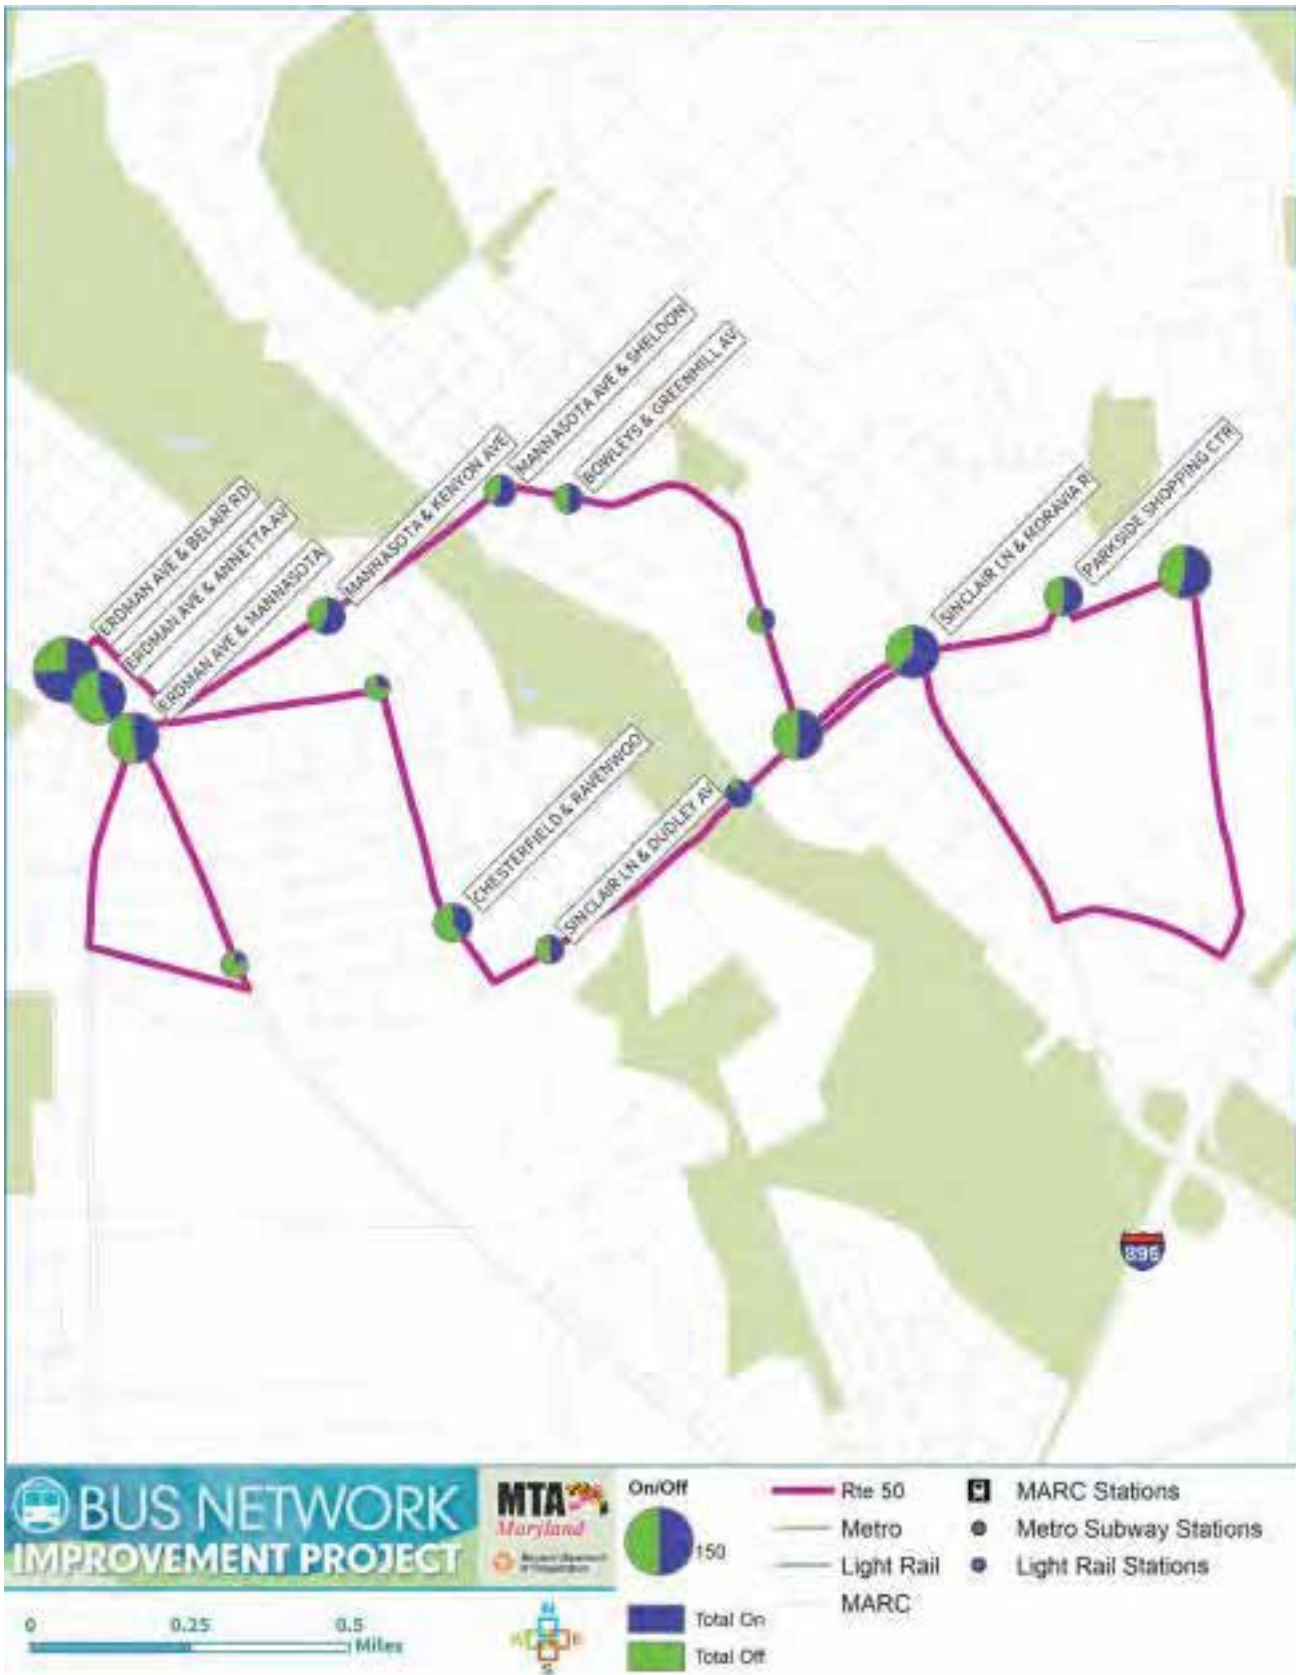 MANNASOTA AVE & SHELDON
BOWLEYS & GREENHILL AV
MANNASOTA & KENYON AVE
PARKSIDE SHOPPING CTR
SINCLAIR LN & MORAVIA R
ERDMAN AVE & BELAIR RD
ERDMAN AVE & ANNETTA AV
ERDMAN AVE & MANNASOTA
CHESTERFIELD & RAVENWOO
SINCLAIR LN & DUDLEY AV
895
BUS NETWORK
IMPROVEMENT PROJECT
MTA
Maryland
On/Off
150
Total On
Total Off
Rte 50
Metro
Light Rail
MARC
MARC Stations
Metro Subway Stations
Light Rail Stations
0 0.25 0.5
Miles
N
W E
S